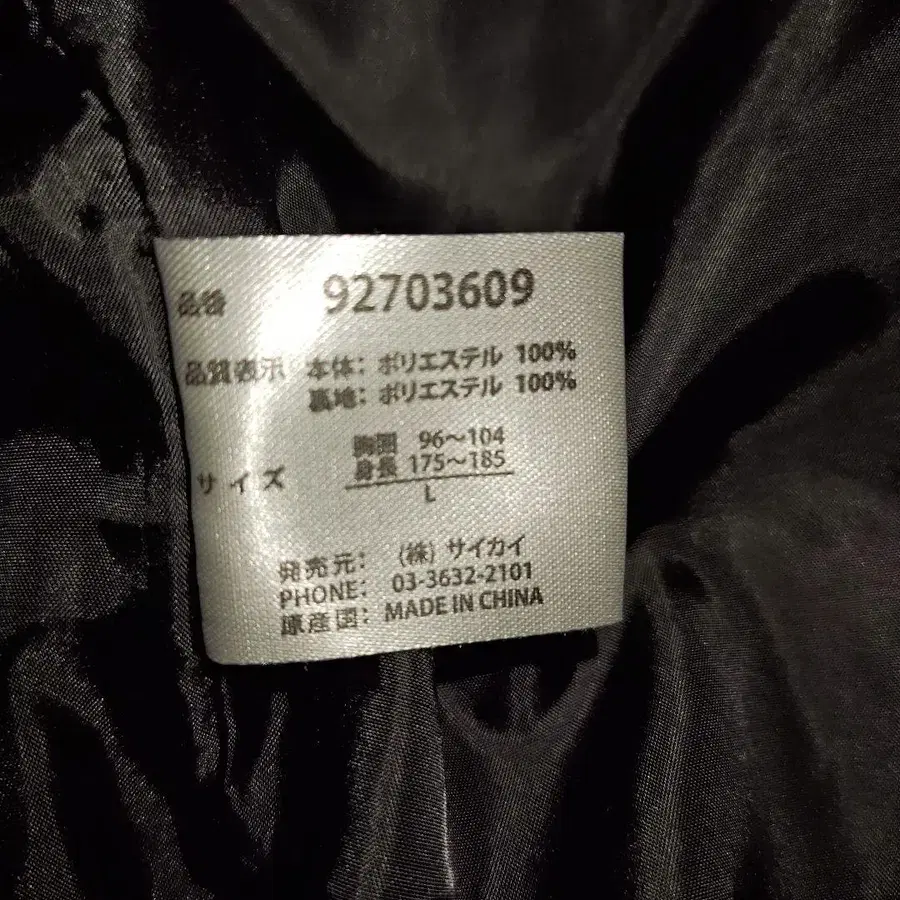 品番 92703609
品質表示 本体: ポリエステル 100%
裏地: ポリエステル 100%
胸囲 96～104
サイズ 身長 175～185
L
発売元: (株) サイカイ
PHONE: 03-3632-2101
原産国: MADE IN CHINA